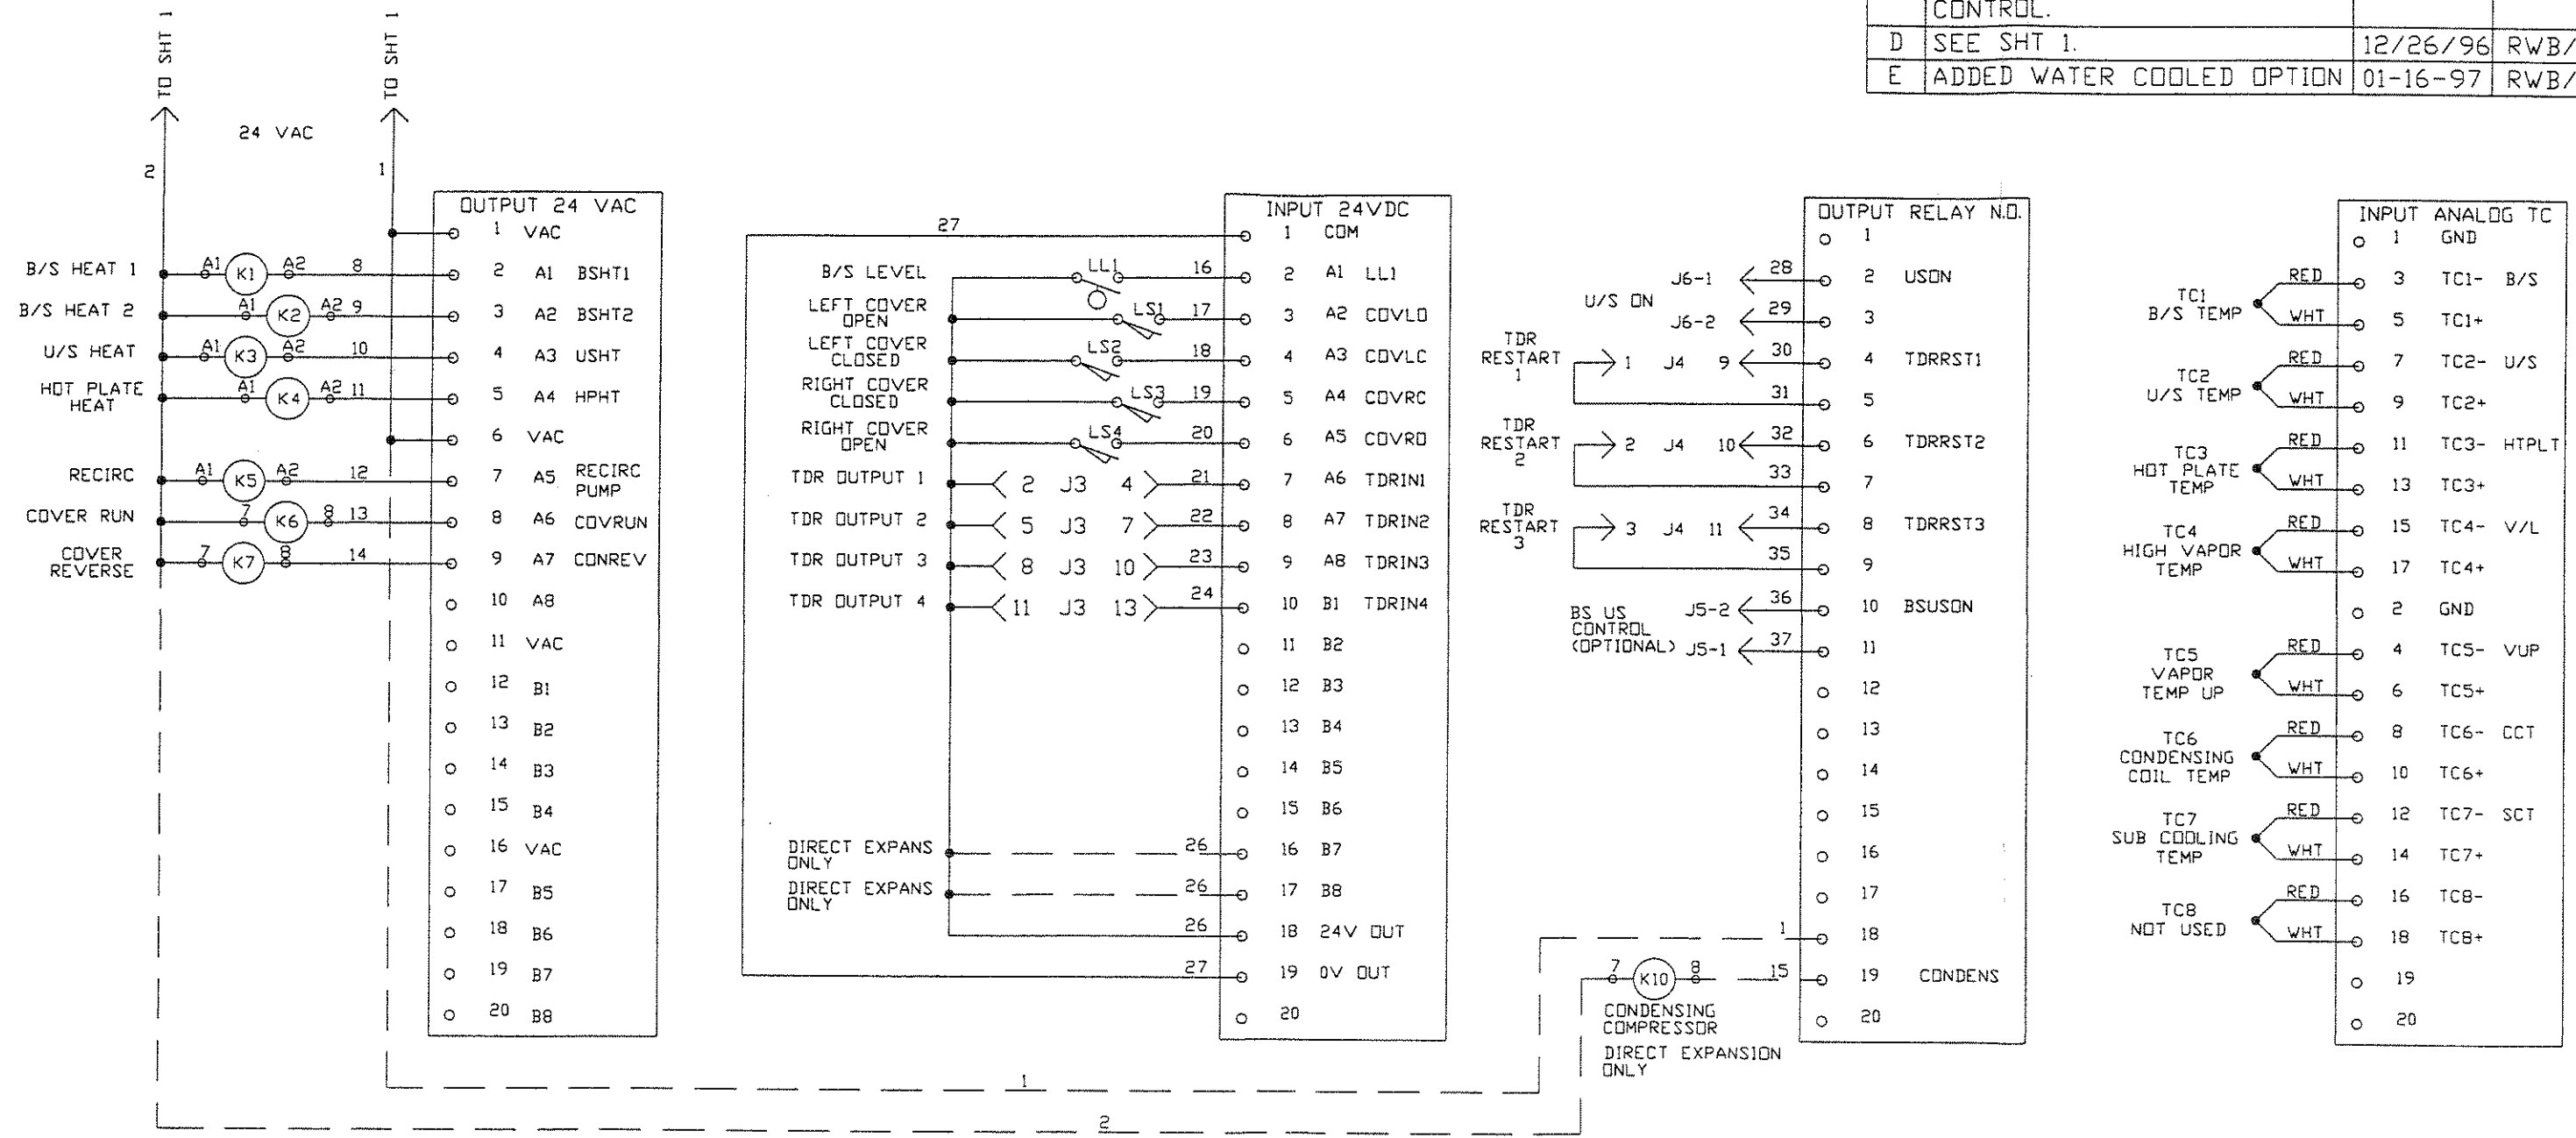 CONTROL.
D SEE SHT 1. 12/26/96 RWB/
E ADDED WATER COOLED OPTION 01-16-97 RWB/
TO SHT 1
TO SHT 1
24 VAC
2
1
OUTPUT 24 VAC
1 VAC
B/S HEAT 1 A1 K1 A2 8 2 A1 BSHT1
B/S HEAT 2 A1 K2 A2 9 3 A2 BSHT2
U/S HEAT A1 K3 A2 10 4 A3 USHT
HOT PLATE
HEAT
A1 K4 A2 11 5 A4 HPHT
6 VAC
RECIRC A1 K5 A2 12 7 A5 RECIRC
PUMP
COVER RUN 7 K6 8 13 8 A6 COVRUN
COVER
REVERSE
7 K7 8 14 9 A7 CONREV
10 A8
11 VAC
12 B1
13 B2
14 B3
15 B4
16 VAC
17 B5
18 B6
19 B7
20 B8
INPUT 24VDC
27 1 COM
B/S LEVEL LL1 16 2 A1 LL1
LEFT COVER
OPEN
LS1 17 3 A2 COVLO
LEFT COVER
CLOSED
LS2 18 4 A3 COVLC
RIGHT COVER
CLOSED
LS3 19 5 A4 COVRC
RIGHT COVER
OPEN
LS4 20 6 A5 COVRO
TDR OUTPUT 1 2 J3 4 21 7 A6 TDRIN1
TDR OUTPUT 2 5 J3 7 22 8 A7 TDRIN2
TDR OUTPUT 3 8 J3 10 23 9 A8 TDRIN3
TDR OUTPUT 4 11 J3 13 24 10 B1 TDRIN4
11 B2
12 B3
13 B4
14 B5
15 B6
DIRECT EXPANS
ONLY
26 16 B7
DIRECT EXPANS
ONLY
26 17 B8
26 18 24V OUT
27 19 0V OUT
20
OUTPUT RELAY N.O.
1
U/S ON
J6-1 28 2 USON
J6-2 29 3
TDR
RESTART
1
1 J4 9 30 4 TDRRST1
31 5
TDR
RESTART
2
2 J4 10 32 6 TDRRST2
33 7
TDR
RESTART
3
3 J4 11 34 8 TDRRST3
35 9
BS US
CONTROL
(OPTIONAL)
J5-2 36 10 BSUSON
J5-1 37 11
12
13
14
15
16
17
1 18
7 K10 8 15 19 CONDENS
CONDENSING
COMPRESSOR
DIRECT EXPANSION
ONLY
20
1
2
INPUT ANALOG TC
1 GND
TC1
B/S TEMP
RED 3 TC1- B/S
WHT 5 TC1+
TC2
U/S TEMP
RED 7 TC2- U/S
WHT 9 TC2+
TC3
HOT PLATE
TEMP
RED 11 TC3- HTPLT
WHT 13 TC3+
TC4
HIGH VAPOR
TEMP
RED 15 TC4- V/L
WHT 17 TC4+
2 GND
TC5
VAPOR
TEMP UP
RED 4 TC5- VUP
WHT 6 TC5+
TC6
CONDENSING
COIL TEMP
RED 8 TC6- CCT
WHT 10 TC6+
TC7
SUB COOLING
TEMP
RED 12 TC7- SCT
WHT 14 TC7+
TC8
NOT USED
RED 16 TC8-
WHT 18 TC8+
19
20